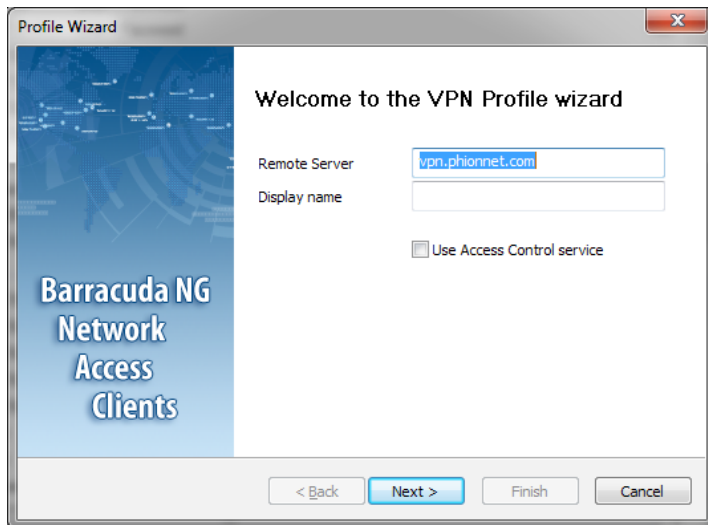 Profile Wizard
Welcome to the VPN Profile wizard
Remote Server
vpn.phionnet.com
Display name
Use Access Control service
Barracuda NG
Network
Access
Clients
< Back
Next >
Finish
Cancel